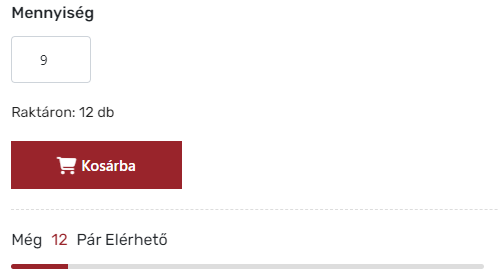 Mennyiség
9
Raktáron: 12 db
Kosárba
Még 12 Pár Elérhető